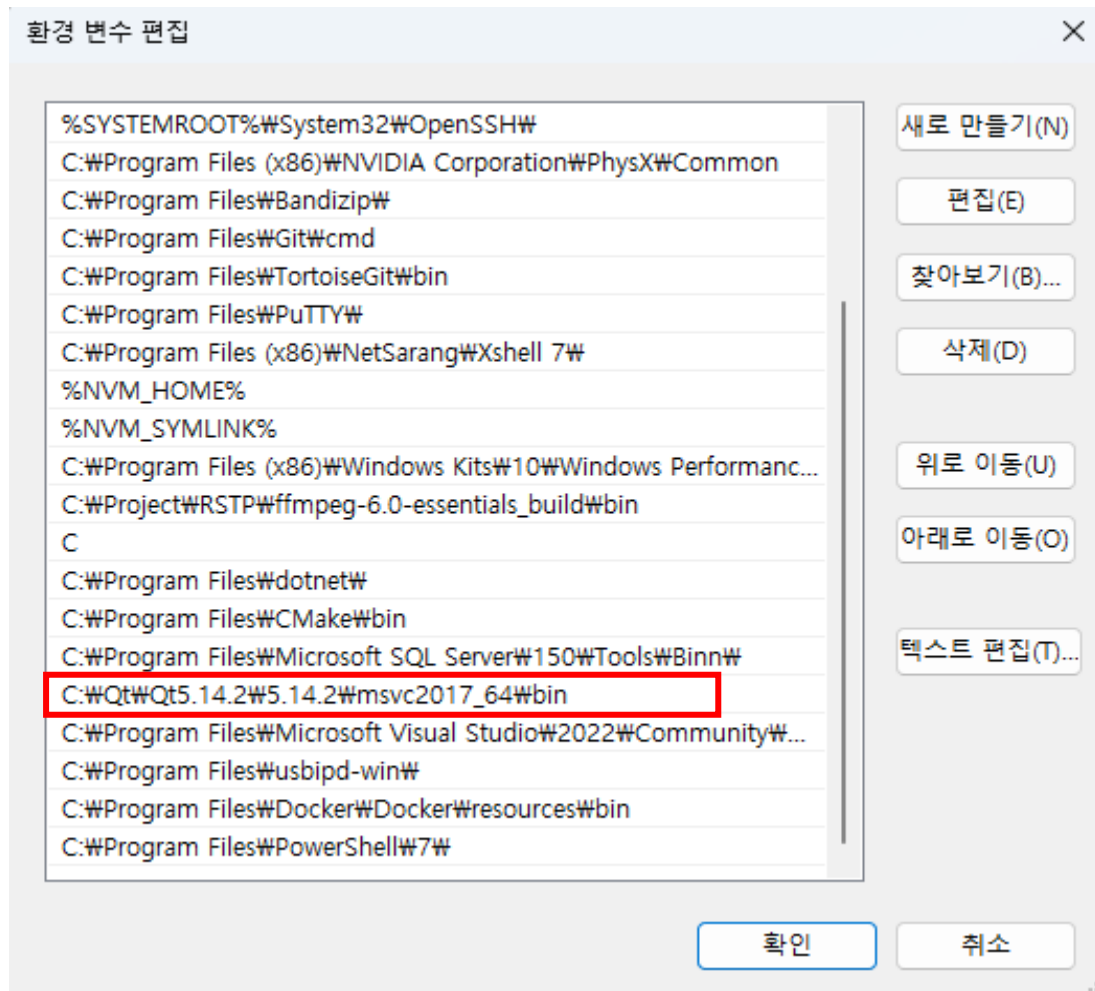 환경 변수 편집
%SYSTEMROOT%₩System32₩OpenSSH₩
C:₩Program Files (x86)₩NVIDIA Corporation₩PhysX₩Common
C:₩Program Files₩Bandizip₩
C:₩Program Files₩Git₩cmd
C:₩Program Files₩TortoiseGit₩bin
C:₩Program Files₩PuTTY₩
C:₩Program Files (x86)₩NetSarang₩Xshell 7₩
%NVM_HOME%
%NVM_SYMLINK%
C:₩Program Files (x86)₩Windows Kits₩10₩Windows Performanc...
C:₩Project₩RSTP₩ffmpeg-6.0-essentials_build₩bin
C
C:₩Program Files₩dotnet₩
C:₩Program Files₩CMake₩bin
C:₩Program Files₩Microsoft SQL Server₩150₩Tools₩Binn₩
C:₩Qt₩Qt5.14.2₩5.14.2₩msvc2017_64₩bin
C:₩Program Files₩Microsoft Visual Studio₩2022₩Community₩...
C:₩Program Files₩usbipd-win₩
C:₩Program Files₩Docker₩Docker₩resources₩bin
C:₩Program Files₩PowerShell₩7₩
새로 만들기(N)
편집(E)
찾아보기(B)...
삭제(D)
위로 이동(U)
아래로 이동(O)
텍스트 편집(T)...
확인
취소